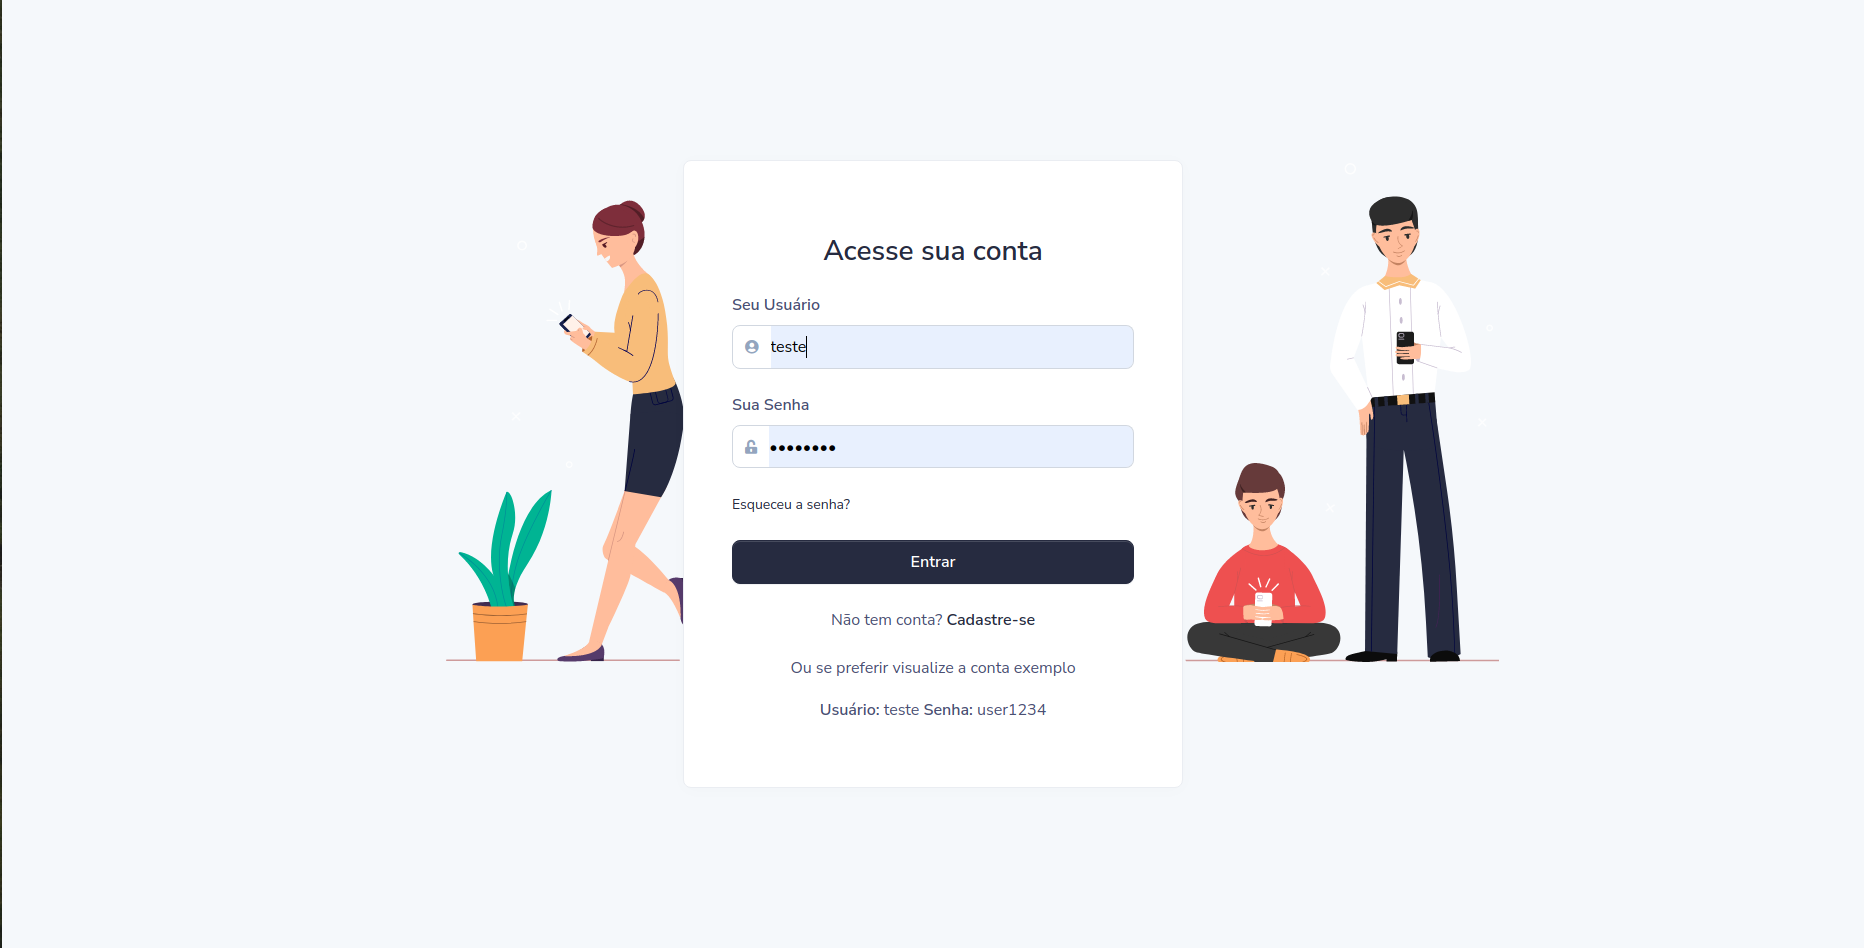 Acesse sua conta
Seu Usuário
teste
Sua Senha
••••••••
Esqueceu a senha?
Entrar
Não tem conta? Cadastre-se
Ou se preferir visualize a conta exemplo
Usuário: teste Senha: user1234